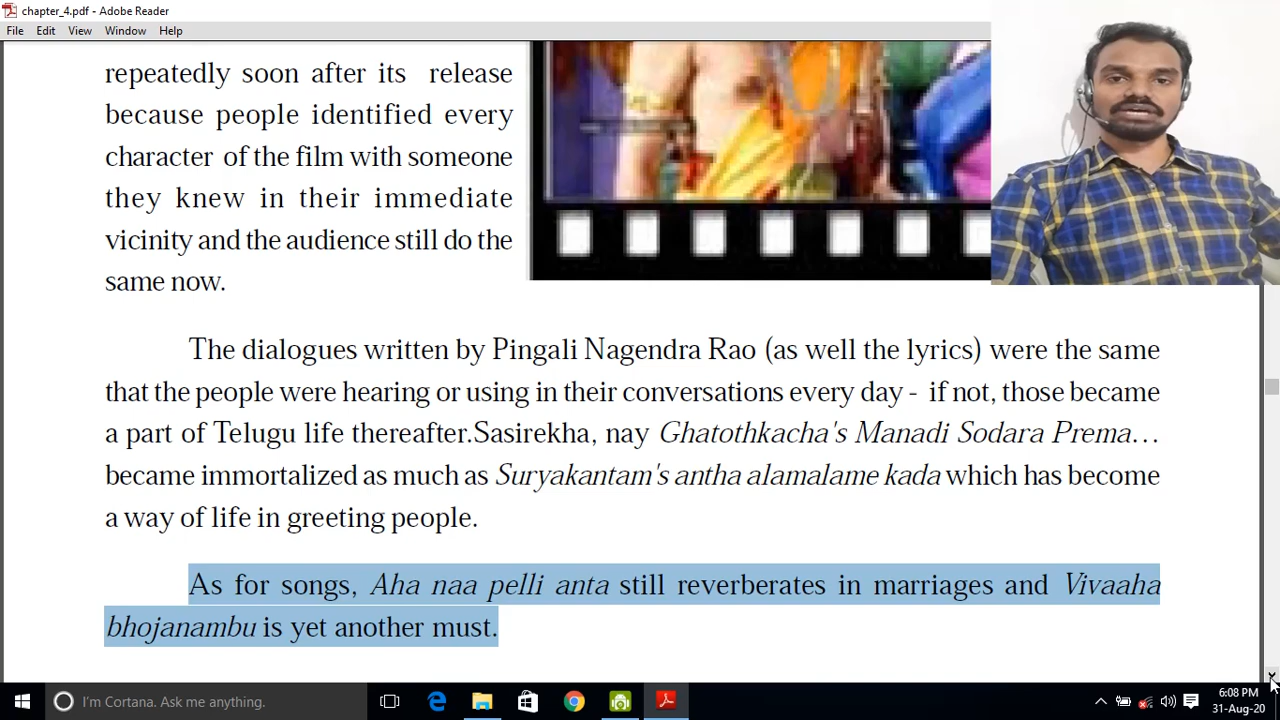 chapter_4.pdf - Adobe Reader
File Edit View Window Help
repeatedly soon after its release
because people identified every
character of the film with someone
they knew in their immediate
vicinity and the audience still do the
same now.
The dialogues written by Pingali Nagendra Rao (as well the lyrics) were the same
that the people were hearing or using in their conversations every day - if not, those became
a part of Telugu life thereafter.Sasirekha, nay Ghatothkacha's Manadi Sodara Prema...
became immortalized as much as Suryakantam's antha alamalame kada which has become
a way of life in greeting people.
As for songs, Aha naa pelli anta still reverberates in marriages and Vivaaha
bhojanambu is yet another must.
I'm Cortana. Ask me anything.
6:08 PM
31-Aug-20